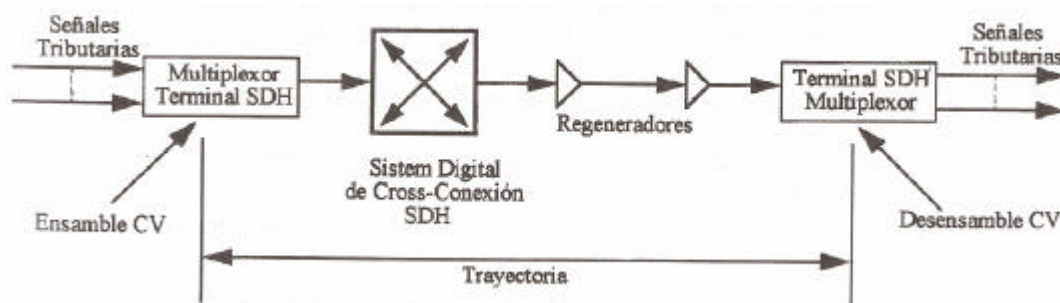 Señales
Tributarias
Multiplexor
Terminal SDH
Ensamble CV
Sistem Digital
de Cross-Conexión
SDH
Regeneradores
Terminal SDH
Multiplexor
Señales
Tributarias
Desensamble CV
Trayectoria